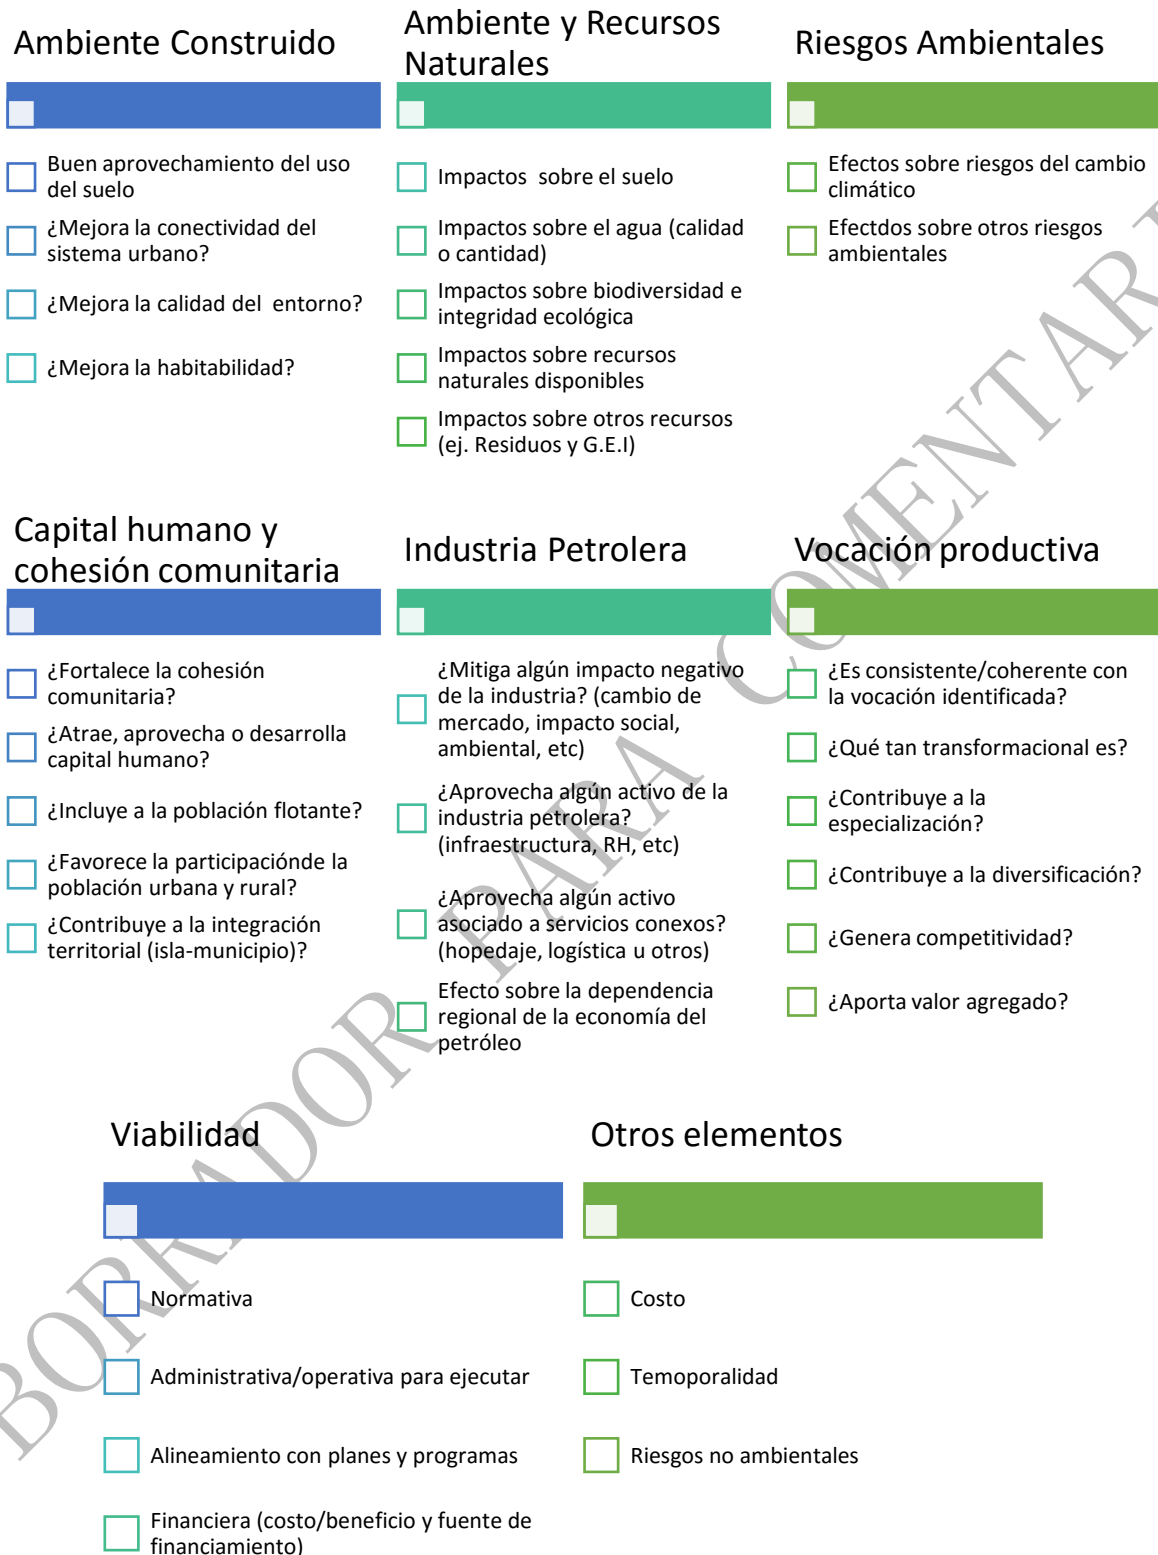 Ambiente Construido
Buen aprovechamiento del uso
del suelo
¿Mejora la conectividad del
sistema urbano?
¿Mejora la calidad del entorno?
¿Mejora la habitabilidad?
Ambiente y Recursos
Naturales
Impactos sobre el suelo
Impactos sobre el agua (calidad
o cantidad)
Impactos sobre biodiversidad e
integridad ecológica
Impactos sobre recursos
naturales disponibles
Impactos sobre otros recursos
(ej. Residuos y G.E.I)
Riesgos Ambientales
Efectos sobre riesgos del cambio
climático
Efectdos sobre otros riesgos
ambientales
Capital humano y
cohesión comunitaria
¿Fortalece la cohesión
comunitaria?
¿Atrae, aprovecha o desarrolla
capital humano?
¿Incluye a la población flotante?
¿Favorece la participaciónde la
población urbana y rural?
¿Contribuye a la integración
territorial (isla-municipio)?
Industria Petrolera
¿Mitiga algún impacto negativo
de la industria? (cambio de
mercado, impacto social,
ambiental, etc)
¿Aprovecha algún activo de la
industria petrolera?
(infraestructura, RH, etc)
¿Aprovecha algún activo
asociado a servicios conexos?
(hopedaje, logística u otros)
Efecto sobre la dependencia
regional de la economía del
petróleo
Vocación productiva
¿Es consistente/coherente con
la vocación identificada?
¿Qué tan transformacional es?
¿Contribuye a la
especialización?
¿Contribuye a la diversificación?
¿Genera competitividad?
¿Aporta valor agregado?
Viabilidad
Normativa
Administrativa/operativa para ejecutar
Alineamiento con planes y programas
Financiera (costo/beneficio y fuente de
financiamiento)
Otros elementos
Costo
Temoporalidad
Riesgos no ambientales
BORRADOR PARA COMENTAR